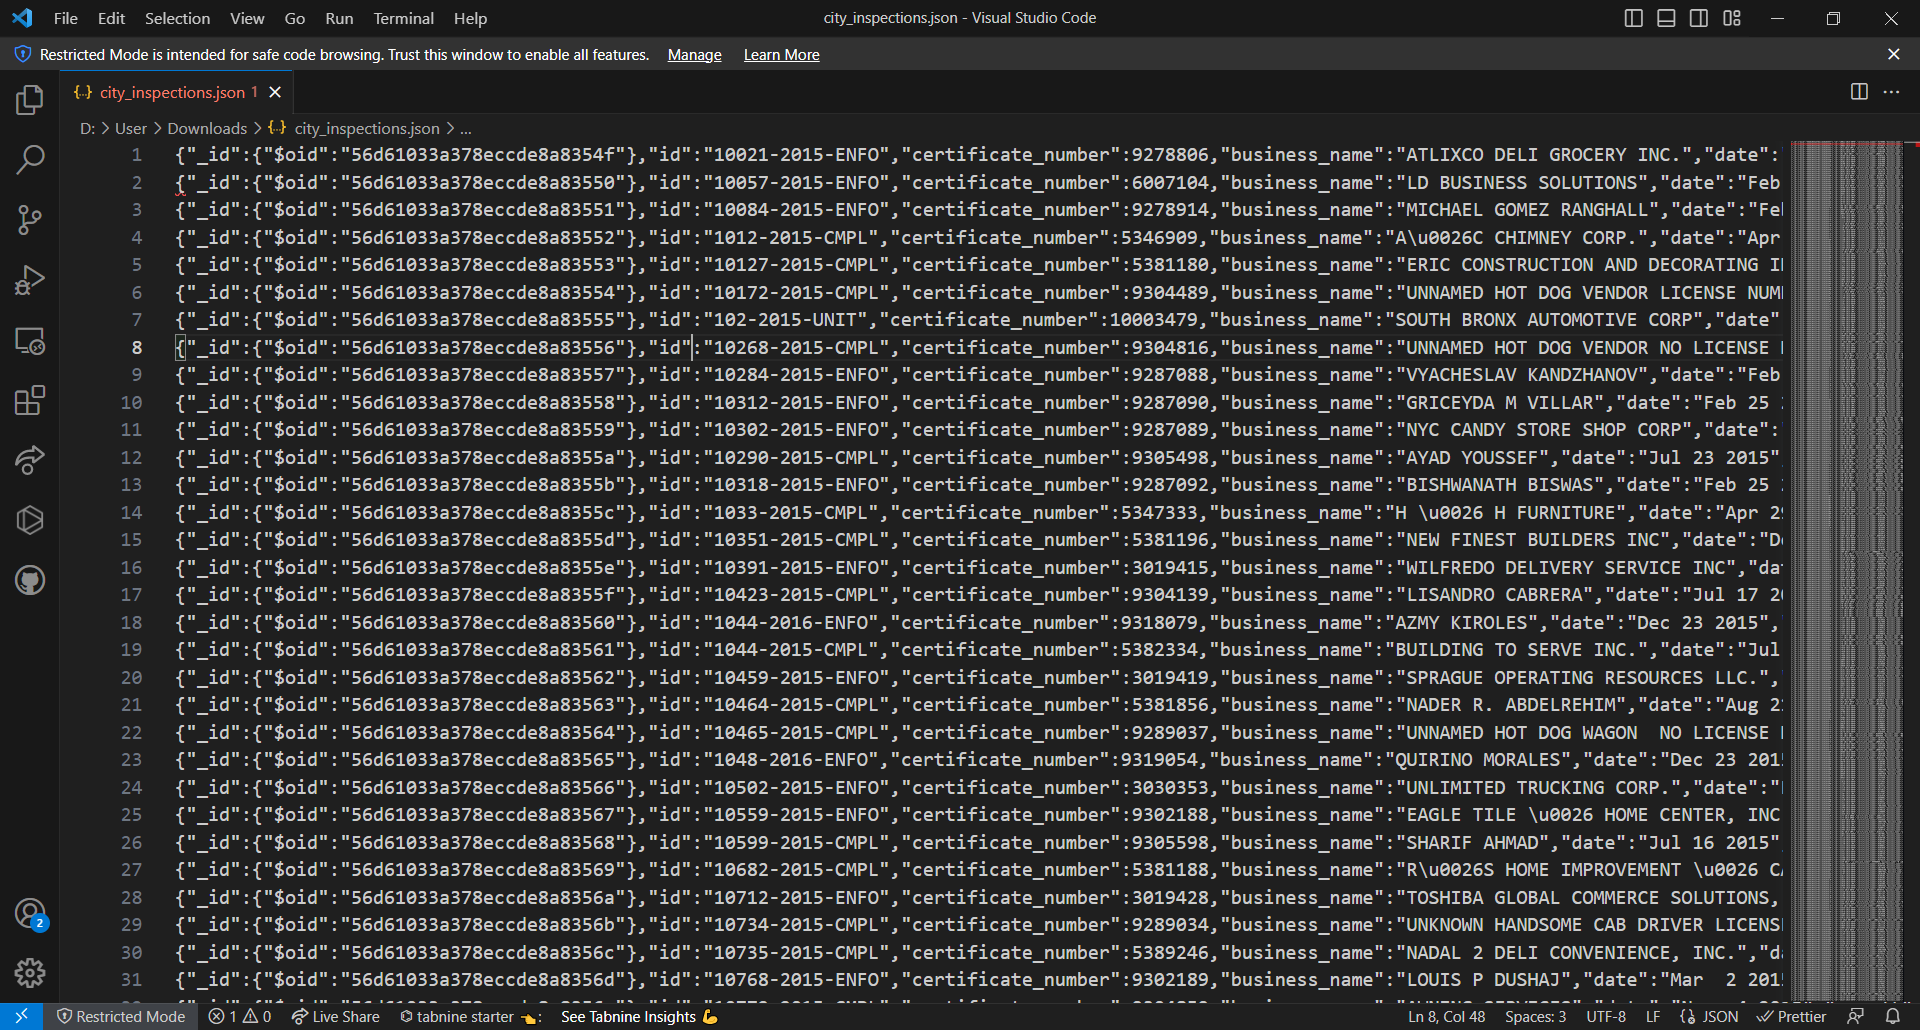 File Edit Selection View Go Run Terminal Help city_inspections.json - Visual Studio Code
Restricted Mode is intended for safe code browsing. Trust this window to enable all features. Manage Learn More
{..} city_inspections.json 1
D: > User > Downloads > {..} city_inspections.json > ...
1 {"_id":{"$oid":"56d61033a378eccde8a8354f"},"id":"10021-2015-ENFO","certificate_number":9278806,"business_name":"ATLIXCO DELI GROCERY INC.","date":"
2 {"_id":{"$oid":"56d61033a378eccde8a83550"},"id":"10057-2015-ENFO","certificate_number":6007104,"business_name":"LD BUSINESS SOLUTIONS","date":"Feb
3 {"_id":{"$oid":"56d61033a378eccde8a83551"},"id":"10084-2015-ENFO","certificate_number":9278914,"business_name":"MICHAEL GOMEZ RANGHALL","date":"Feb
4 {"_id":{"$oid":"56d61033a378eccde8a83552"},"id":"1012-2015-CMPL","certificate_number":5346909,"business_name":"A\u0026C CHIMNEY CORP.","date":"Apr
5 {"_id":{"$oid":"56d61033a378eccde8a83553"},"id":"10127-2015-CMPL","certificate_number":5381180,"business_name":"ERIC CONSTRUCTION AND DECORATING
6 {"_id":{"$oid":"56d61033a378eccde8a83554"},"id":"10172-2015-CMPL","certificate_number":9304489,"business_name":"UNNAMED HOT DOG VENDOR LICENSE
7 {"_id":{"$oid":"56d61033a378eccde8a83555"},"id":"102-2015-UNIT","certificate_number":10003479,"business_name":"SOUTH BRONX AUTOMOTIVE CORP","date"
8 {"_id":{"$oid":"56d61033a378eccde8a83556"},"id":"10268-2015-CMPL","certificate_number":9304816,"business_name":"UNNAMED HOT DOG VENDOR NO LICENSE
9 {"_id":{"$oid":"56d61033a378eccde8a83557"},"id":"10284-2015-ENFO","certificate_number":9287088,"business_name":"VYACHESLAV KANDZHANOV","date":"Feb
10 {"_id":{"$oid":"56d61033a378eccde8a83558"},"id":"10312-2015-ENFO","certificate_number":9287090,"business_name":"GRICEYDA M VILLAR","date":"Feb 25
11 {"_id":{"$oid":"56d61033a378eccde8a83559"},"id":"10302-2015-ENFO","certificate_number":9287089,"business_name":"NYC CANDY STORE SHOP CORP","date":"
12 {"_id":{"$oid":"56d61033a378eccde8a8355a"},"id":"10290-2015-CMPL","certificate_number":9305498,"business_name":"AYAD YOUSSEF","date":"Jul 23 2015",
13 {"_id":{"$oid":"56d61033a378eccde8a8355b"},"id":"10318-2015-ENFO","certificate_number":9287092,"business_name":"BISHWANATH BISWAS","date":"Feb 25
14 {"_id":{"$oid":"56d61033a378eccde8a8355c"},"id":"1033-2015-CMPL","certificate_number":5347333,"business_name":"H \u0026 H FURNITURE","date":"Apr 29
15 {"_id":{"$oid":"56d61033a378eccde8a8355d"},"id":"10351-2015-CMPL","certificate_number":5381196,"business_name":"NEW FINEST BUILDERS INC","date":"De
16 {"_id":{"$oid":"56d61033a378eccde8a8355e"},"id":"10391-2015-ENFO","certificate_number":3019415,"business_name":"WILFREDO DELIVERY SERVICE INC","dat
17 {"_id":{"$oid":"56d61033a378eccde8a8355f"},"id":"10423-2015-CMPL","certificate_number":9304139,"business_name":"LISANDRO CABRERA","date":"Jul 17
18 {"_id":{"$oid":"56d61033a378eccde8a83560"},"id":"1044-2016-ENFO","certificate_number":9318079,"business_name":"AZMY KIROLES","date":"Dec 23 2015","
19 {"_id":{"$oid":"56d61033a378eccde8a83561"},"id":"1044-2015-CMPL","certificate_number":5382334,"business_name":"BUILDING TO SERVE INC.","date":"Jul
20 {"_id":{"$oid":"56d61033a378eccde8a83562"},"id":"10459-2015-ENFO","certificate_number":3019419,"business_name":"SPRAGUE OPERATING RESOURCES LLC.","
21 {"_id":{"$oid":"56d61033a378eccde8a83563"},"id":"10464-2015-CMPL","certificate_number":5381856,"business_name":"NADER R. ABDELREHIM","date":"Aug
22 {"_id":{"$oid":"56d61033a378eccde8a83564"},"id":"10465-2015-CMPL","certificate_number":9289037,"business_name":"UNNAMED HOT DOG WAGON  NO LICENSE
23 {"_id":{"$oid":"56d61033a378eccde8a83565"},"id":"1048-2016-ENFO","certificate_number":9319054,"business_name":"QUIRINO MORALES","date":"Dec 23 201
24 {"_id":{"$oid":"56d61033a378eccde8a83566"},"id":"10502-2015-ENFO","certificate_number":3030353,"business_name":"UNLIMITED TRUCKING CORP.","date":"
25 {"_id":{"$oid":"56d61033a378eccde8a83567"},"id":"10559-2015-ENFO","certificate_number":9302188,"business_name":"EAGLE TILE \u0026 HOME CENTER, INC
26 {"_id":{"$oid":"56d61033a378eccde8a83568"},"id":"10599-2015-CMPL","certificate_number":9305598,"business_name":"SHARIF AHMAD","date":"Jul 16 2015",
27 {"_id":{"$oid":"56d61033a378eccde8a83569"},"id":"10682-2015-CMPL","certificate_number":5381188,"business_name":"R\u0026S HOME IMPROVEMENT \u0026 CA
28 {"_id":{"$oid":"56d61033a378eccde8a8356a"},"id":"10712-2015-ENFO","certificate_number":3019428,"business_name":"TOSHIBA GLOBAL COMMERCE SOLUTIONS,
29 {"_id":{"$oid":"56d61033a378eccde8a8356b"},"id":"10734-2015-CMPL","certificate_number":9289034,"business_name":"UNKNOWN HANDSOME CAB DRIVER LICENS
30 {"_id":{"$oid":"56d61033a378eccde8a8356c"},"id":"10735-2015-CMPL","certificate_number":5389246,"business_name":"NADAL 2 DELI CONVENIENCE, INC.","da
31 {"_id":{"$oid":"56d61033a378eccde8a8356d"},"id":"10768-2015-ENFO","certificate_number":9302189,"business_name":"LOUIS P DUSHAJ","date":"Mar  2 201
2
Restricted Mode 1 0 Live Share tabnine starter 👈: See Tabnine Insights 💪 Ln 8, Col 48 Spaces: 3 UTF-8 LF {} JSON Prettier